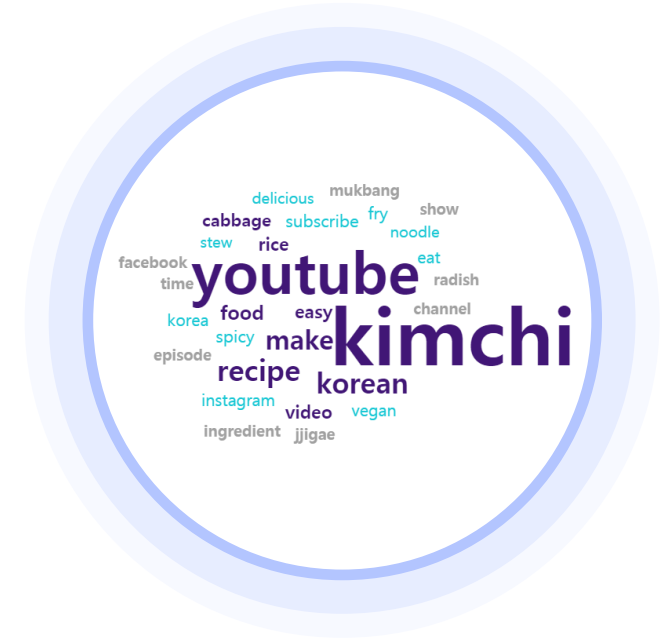 mukbang
delicious
show
fry
cabbage
subscribe
noodle
stew
rice
eat
facebook
youtube
radish
time
channel
food
easy
korea
kimchi
spicy
make
episode
recipe
korean
instagram
video
vegan
ingredient
jjigae